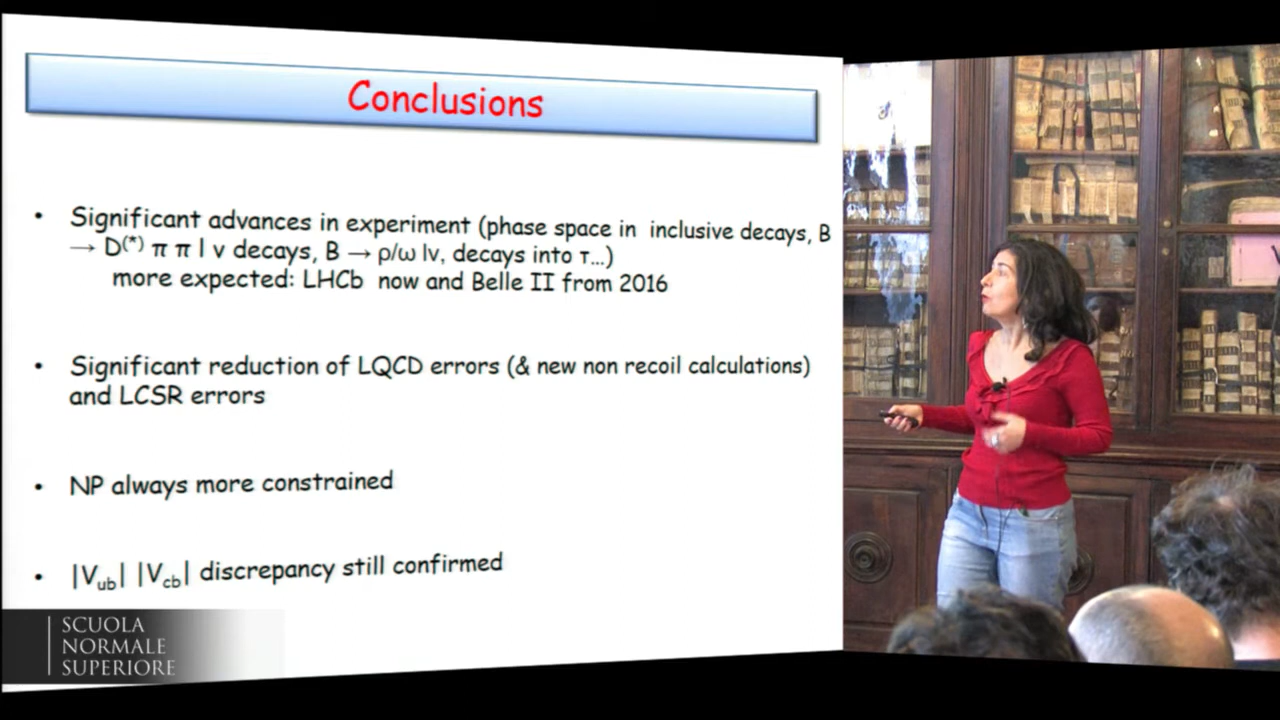 Conclusions
• Significant advances in experiment (phase space in inclusive decays, B
→ D(*) π π l ν decays, B → ρ/ω lν, decays into τ...)
more expected: LHCb now and Belle II from 2016
• Significant reduction of LQCD errors (& new non recoil calculations)
and LCSR errors
• NP always more constrained
• |Vub| |Vcb| discrepancy still confirmed
SCUOLA
NORMALE
SUPERIORE